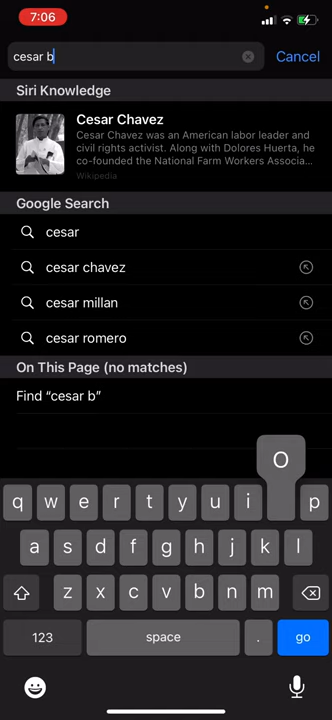 7:06
cesar b
Cancel
Siri Knowledge
Cesar Chavez
Cesar Chavez was an American labor leader and
civil rights activist. Along with Dolores Huerta, he
co-founded the National Farm Workers Associa...
Wikipedia
Google Search
cesar
cesar chavez
cesar millan
cesar romero
On This Page (no matches)
Find “cesar b”
O
q w e r t y u i p
a s d f g h j k l
z x c v b n m
123 space . go